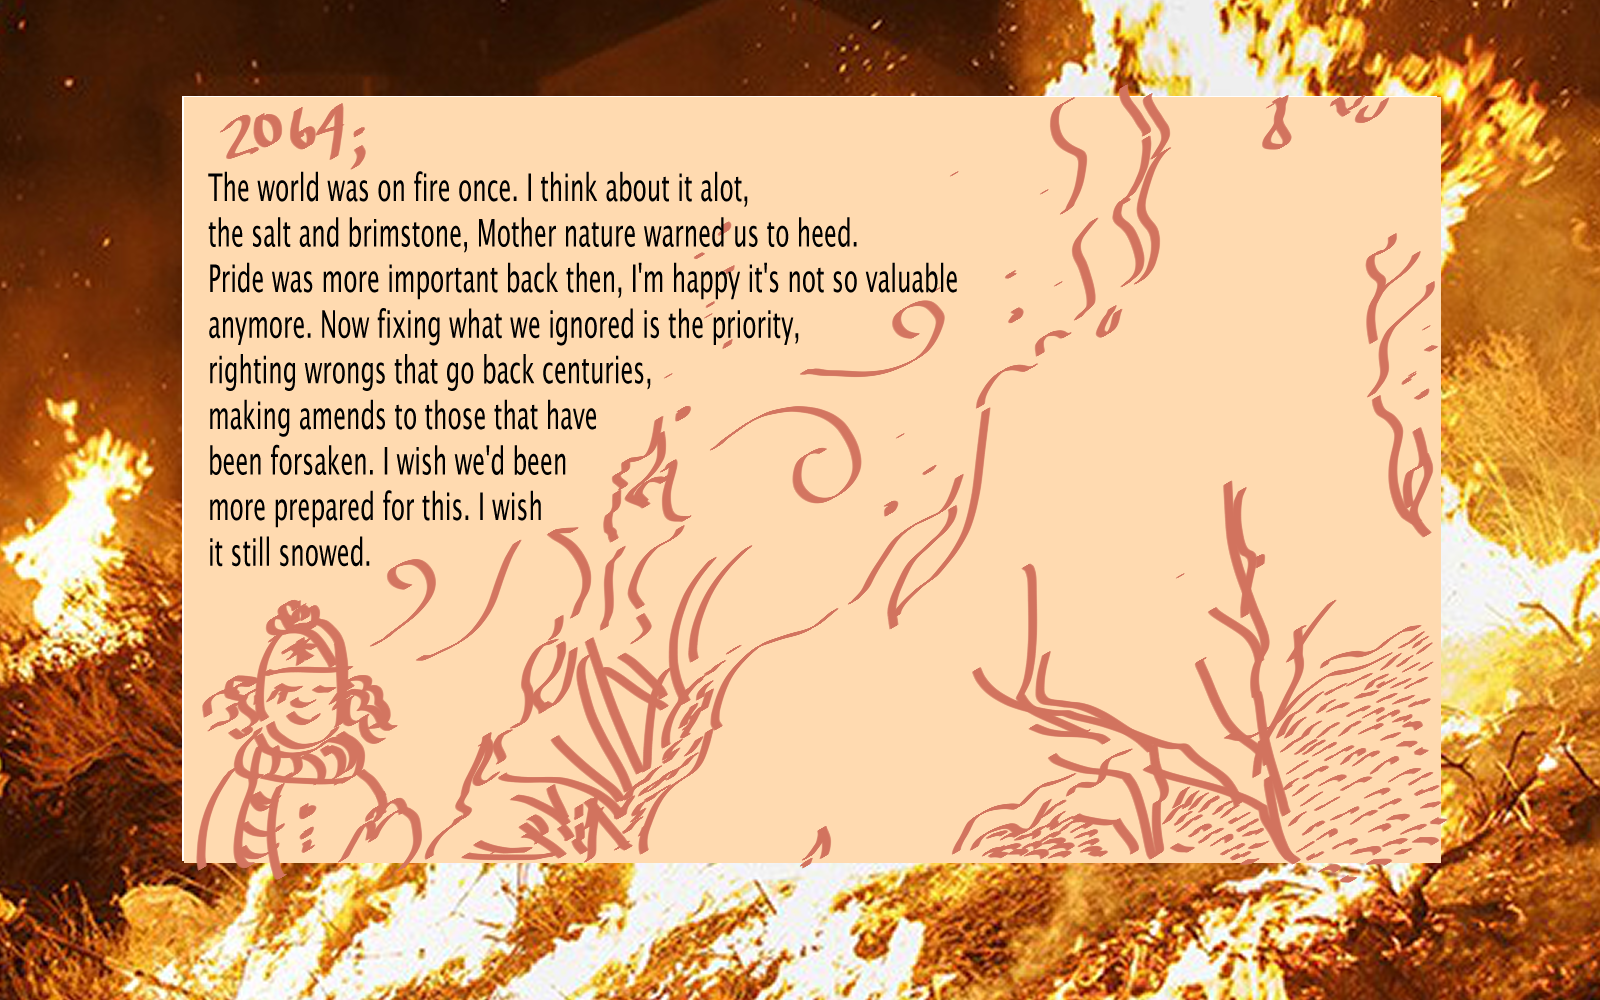 2064;
The world was on fire once. I think about it alot,
the salt and brimstone, Mother nature warned us to heed.
Pride was more important back then, I'm happy it's not so valuable
anymore. Now fixing what we ignored is the priority,
righting wrongs that go back centuries,
making amends to those that have
been forsaken. I wish we'd been
more prepared for this. I wish
it still snowed.